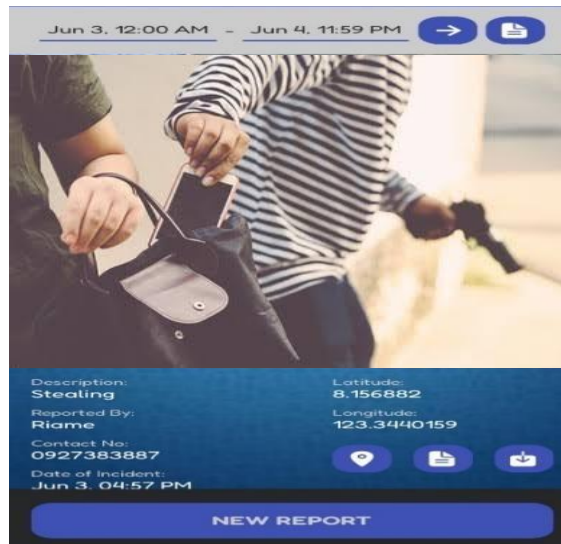 Jun 3, 12:00 AM - Jun 4, 11:59 PM
Description:
Stealing
Reported By:
Riame
Contact No:
0927383887
Date of Incident:
Jun 3, 04:57 PM
Latitude:
8.156882
Longitude:
123.3440159
NEW REPORT